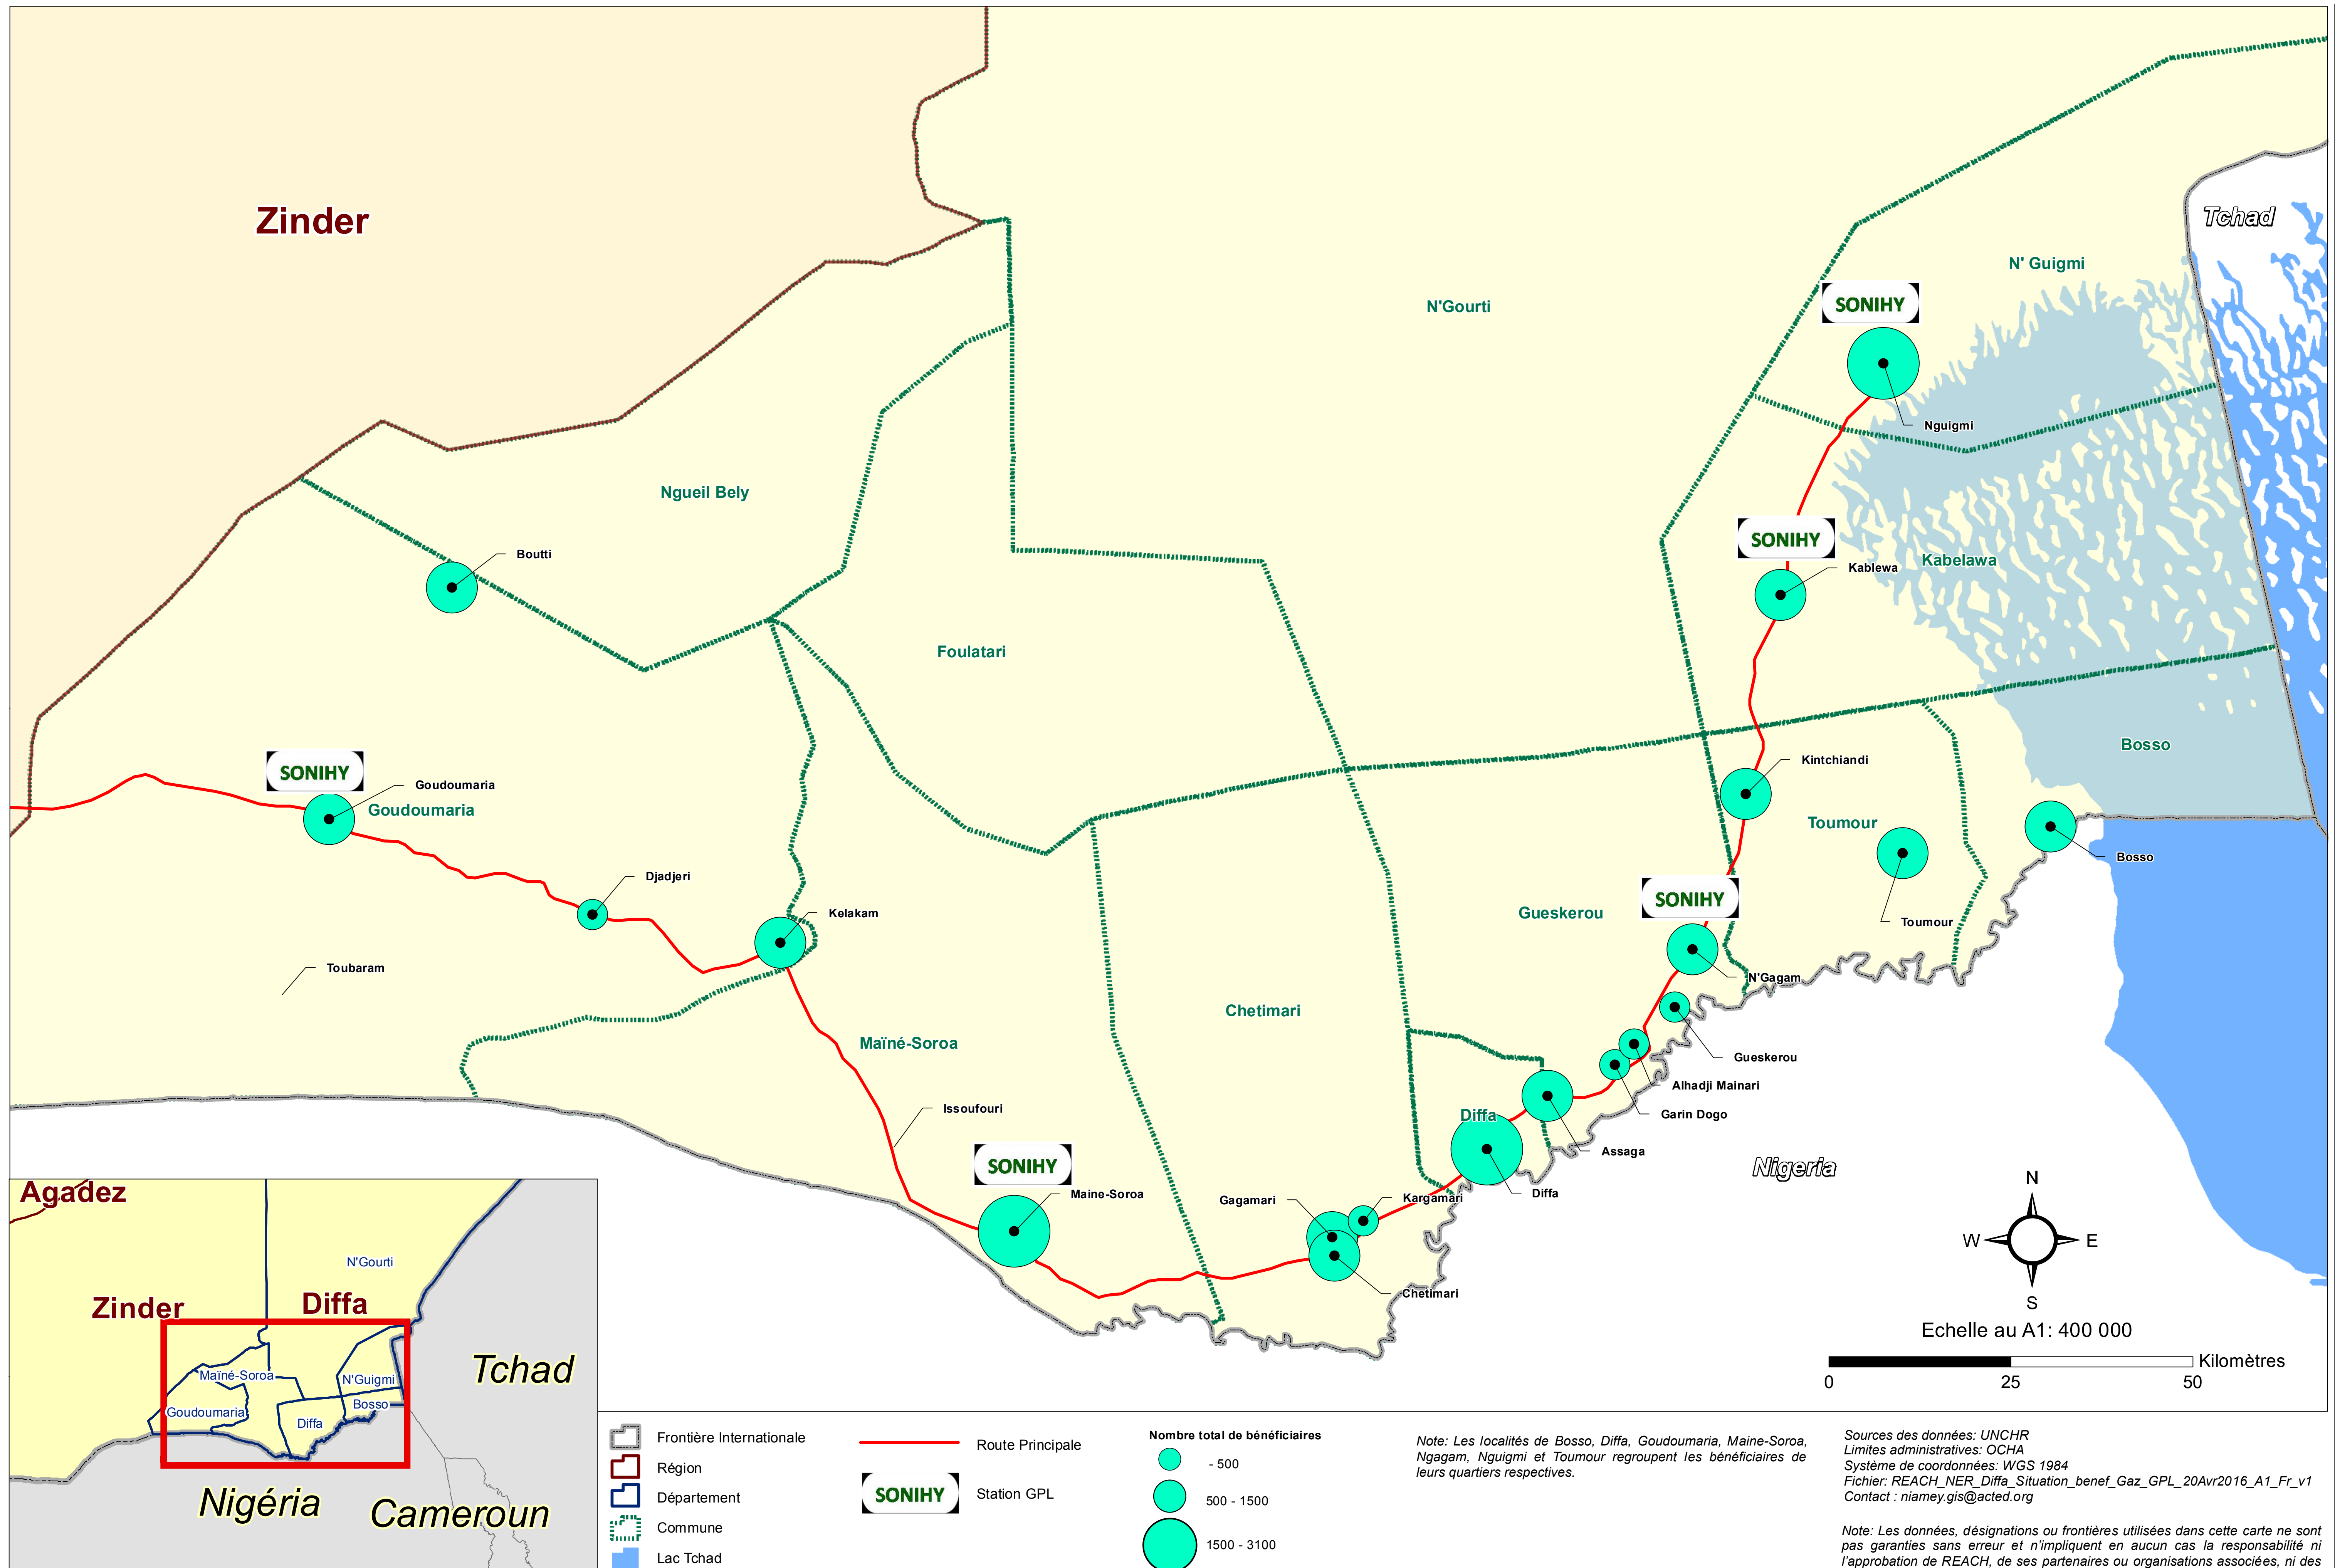 Zinder
Tchad
N' Guigmi
N'Gourti
SONIHY
Nguigmi
Ngueil Bely
SONIHY
Boutti
Kabelawa
Kablewa
Foulatari
Bosso
SONIHY
Kintchiandi
Goudoumaria
Goudoumaria
Toumour
Bosso
Djadjeri
SONIHY
Kelakam
Gueskerou
Toumour
Toubaram
N'Gagam
Chetimari
Maïné-Soroa
Gueskerou
Alhadji Mainari
Issoufouri
Diffa
Garin Dogo
Assaga
SONIHY
Nigeria
Maine-Soroa
Gagamari
Kargamari
Diffa
Chetimari
N
W
E
S
Echelle au A1: 400 000
Kilomètres
0 25 50
Agadez
N'Gourti
Zinder
Diffa
Tchad
Maïné-Soroa
N'Guigmi
Goudoumaria
Bosso
Diffa
Nigéria
Cameroun
Frontière Internationale
Région
Département
Commune
Lac Tchad
Route Principale
SONIHY
Station GPL
Nombre total de bénéficiaires
- 500
500 - 1500
1500 - 3100
Note: Les localités de Bosso, Diffa, Goudoumaria, Maine-Soroa,
Ngagam, Nguigmi et Toumour regroupent les bénéficiaires de
leurs quartiers respectives.
Sources des données: UNCHR
Limites administratives: OCHA
Système de coordonnées: WGS 1984
Fichier: REACH_NER_Diffa_Situation_benef_Gaz_GPL_20Avr2016_A1_Fr_v1
Contact : niamey.gis@acted.org
Note: Les données, désignations ou frontières utilisées dans cette carte ne sont
pas garanties sans erreur et n'impliquent en aucun cas la responsabilité ni
l'approbation de REACH, de ses partenaires ou organisations associées, ni des